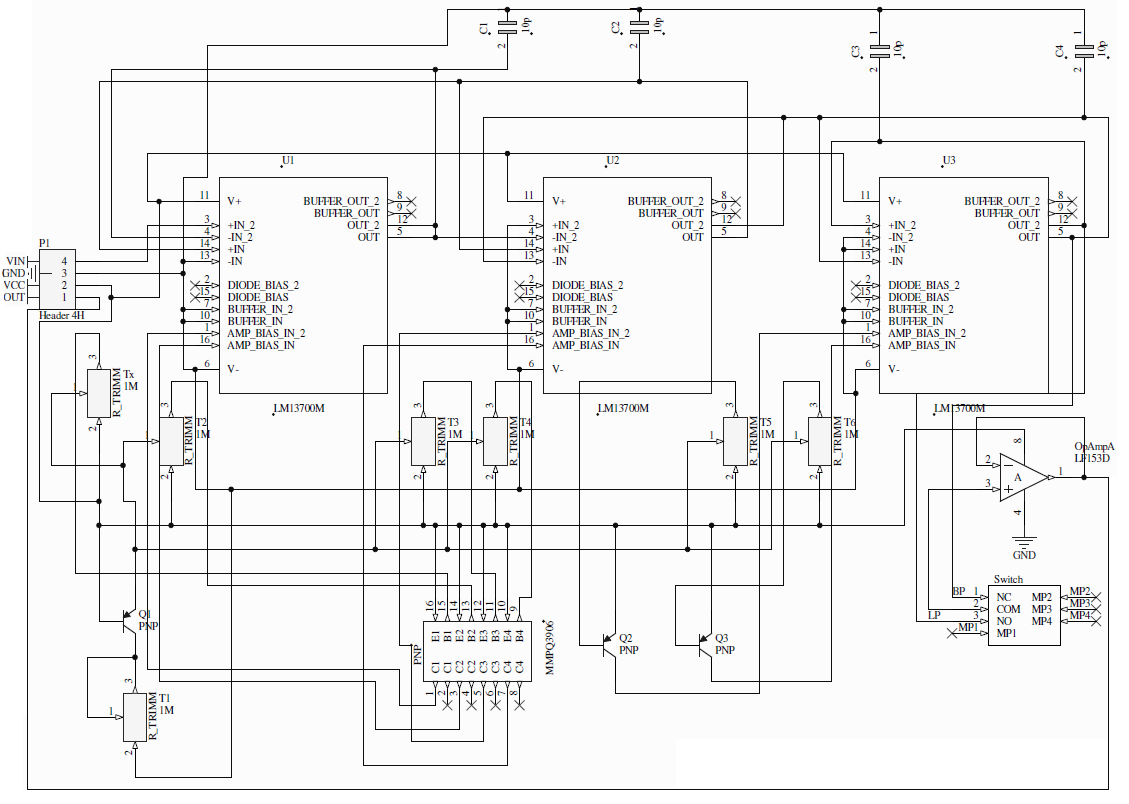 C1
10p
2
C2
10p
2
C3
1
10p
2
C4
1
10p
2
U1
11 V+ BUFFER_OUT_2 8
BUFFER_OUT 9
3 +IN_2 OUT_2 12
4 -IN_2 OUT 5
14 +IN
13 -IN
2 DIODE_BIAS_2
15 DIODE_BIAS
7 BUFFER_IN_2
10 BUFFER_IN
1 AMP_BIAS_IN_2
16 AMP_BIAS_IN
6 V-
LM13700M
U2
11 V+ BUFFER_OUT_2 8
BUFFER_OUT 9
3 +IN_2 OUT_2 12
4 -IN_2 OUT 5
14 +IN
13 -IN
2 DIODE_BIAS_2
15 DIODE_BIAS
7 BUFFER_IN_2
10 BUFFER_IN
1 AMP_BIAS_IN_2
16 AMP_BIAS_IN
6 V-
LM13700M
U3
11 V+ BUFFER_OUT_2 8
BUFFER_OUT 9
3 +IN_2 OUT_2 12
4 -IN_2 OUT 5
14 +IN
13 -IN
2 DIODE_BIAS_2
15 DIODE_BIAS
7 BUFFER_IN_2
10 BUFFER_IN
1 AMP_BIAS_IN_2
16 AMP_BIAS_IN
6 V-
LM13700M
P1
VIN 4
GND 3
VCC 2
OUT 1
Header 4H
Tx
1M
R_TRIMM
3
1
2
T2
1M
R_TRIMM
3
1
2
T3
1M
R_TRIMM
3
1
2
T4
1M
R_TRIMM
3
1
2
T5
1M
R_TRIMM
3
1
2
T6
1M
R_TRIMM
3
1
2
OpAmpA
LF153D
8
2
A
1
3
4
GND
Q1
PNP
T1
1M
R_TRIMM
3
1
2
16 15 14 13 12 11 10 9
E1 B1 E2 B2 E3 B3 E4 B4
PNP
MMPQ3906
C1 C1 C2 C2 C3 C3 C4 C4
1 2 3 4 5 6 7 8
Q2
PNP
Q3
PNP
Switch
BP 1 NC MP2 MP2
2 COM MP3 MP3
LP 3 NO MP4 MP4
MP1 MP1